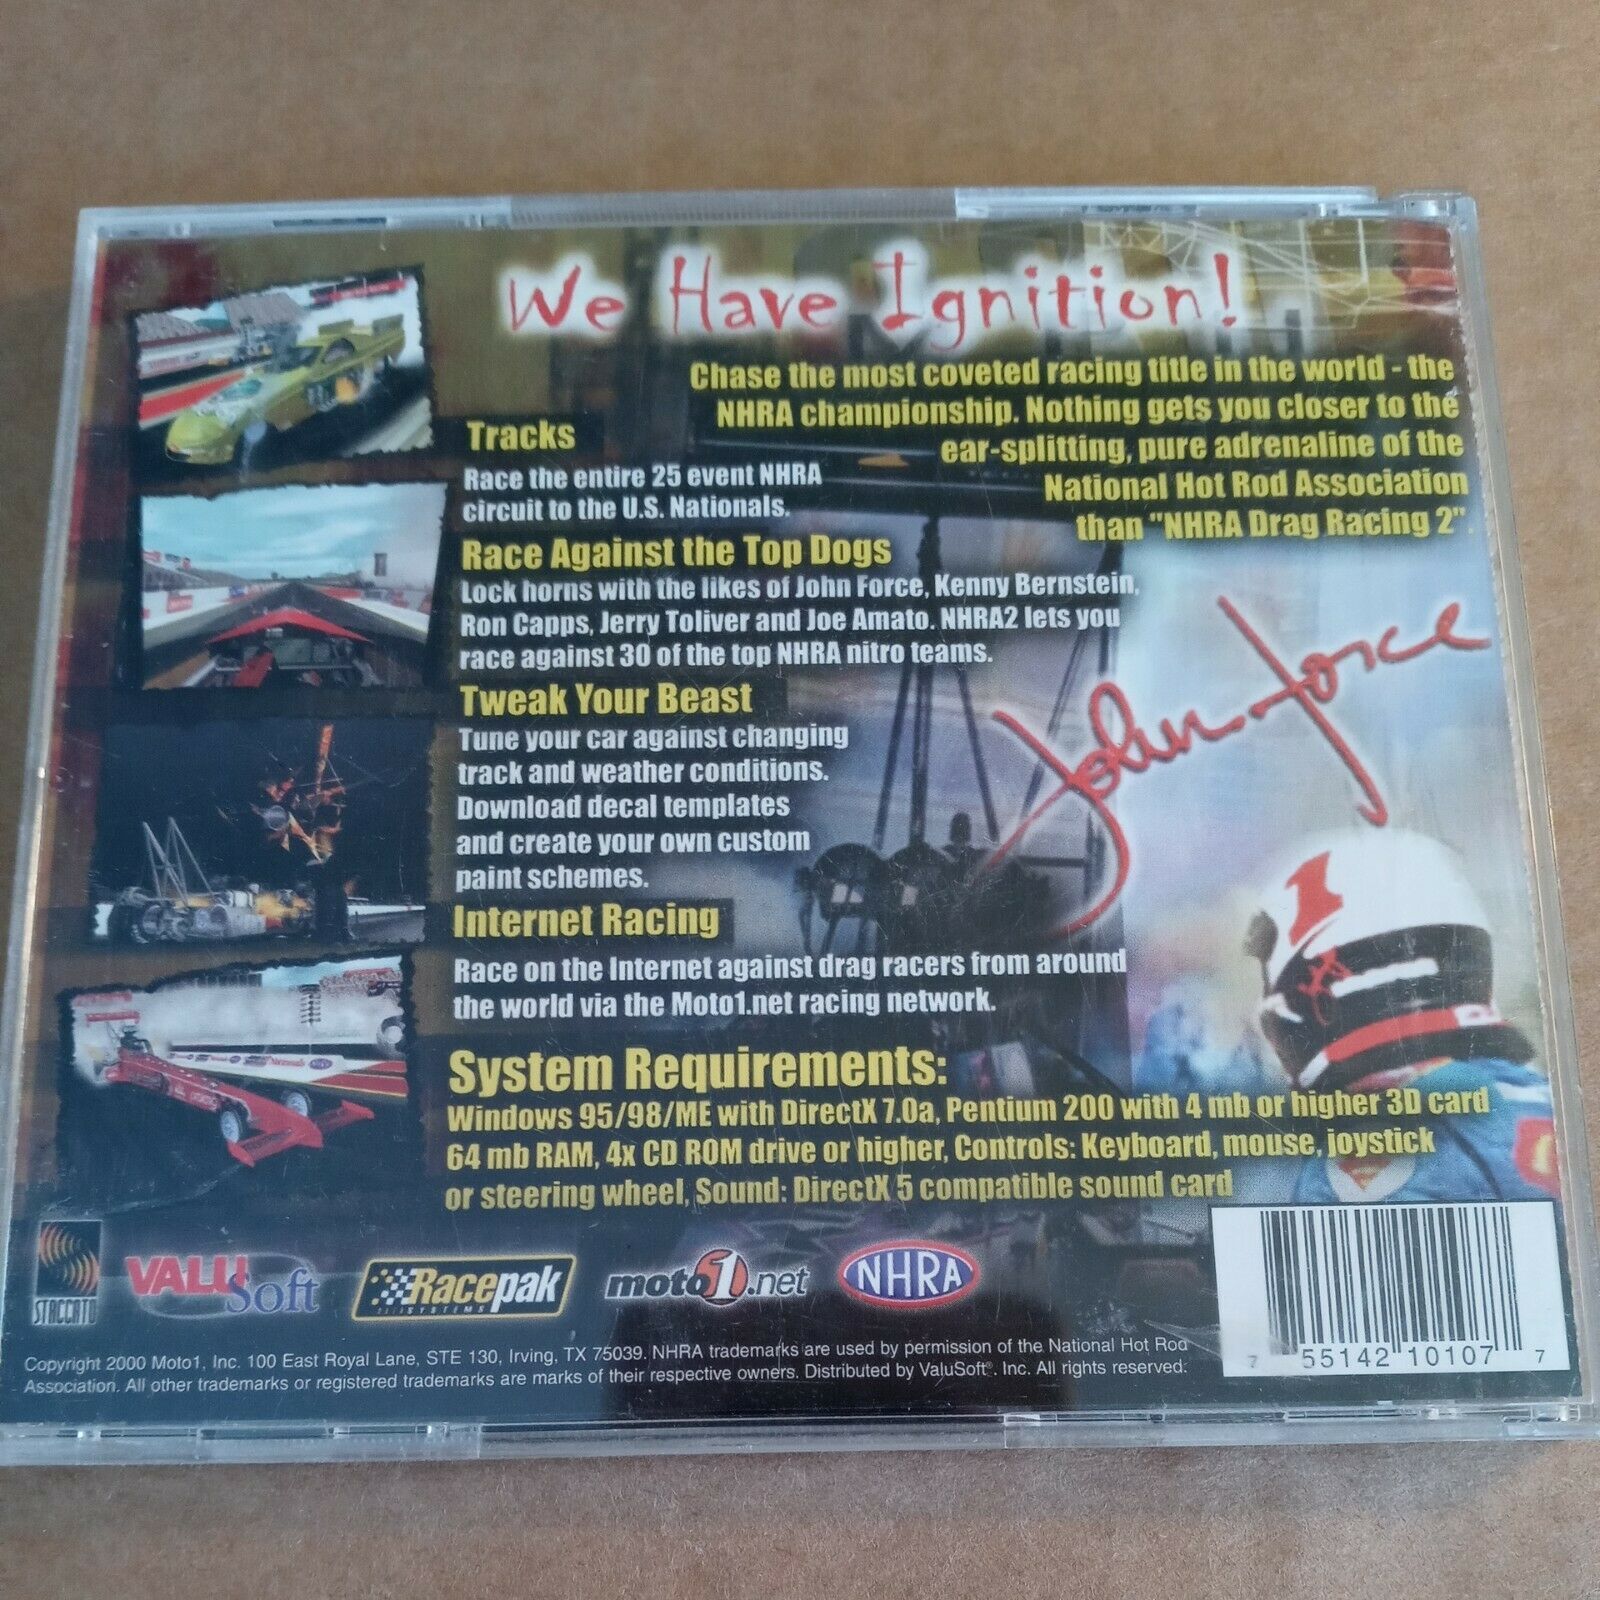 We Have Ignition!
Chase the most coveted racing title in the world - the
NHRA championship. Nothing gets you closer to the
ear-splitting, pure adrenaline of the
National Hot Rod Association
than "NHRA Drag Racing 2".
Tracks
Race the entire 25 event NHRA
circuit to the U.S. Nationals.
Race Against the Top Dogs
Lock horns with the likes of John Force, Kenny Bernstein,
Ron Capps, Jerry Toliver and Joe Amato. NHRA2 lets you
race against 30 of the top NHRA nitro teams.
John Force
Tweak Your Beast
Tune your car against changing
track and weather conditions.
Download decal templates
and create your own custom
paint schemes.
Internet Racing
Race on the Internet against drag racers from around
the world via the Moto1.net racing network.
System Requirements:
Windows 95/98/ME with DirectX 7.0a, Pentium 200 with 4 mb or higher 3D card
64 mb RAM, 4x CD ROM drive or higher, Controls: Keyboard, mouse, joystick
or steering wheel, Sound: DirectX 5 compatible sound card
STACCATO
VALU Soft
Racepak SYSTEMS
moto1.net
NHRA
Copyright 2000 Moto1, Inc. 100 East Royal Lane, STE 130, Irving, TX 75039. NHRA trademarks are used by permission of the National Hot Rod
Association. All other trademarks or registered trademarks are marks of their respective owners. Distributed by ValuSoft®. Inc. All rights reserved.
7 55142 10107 7